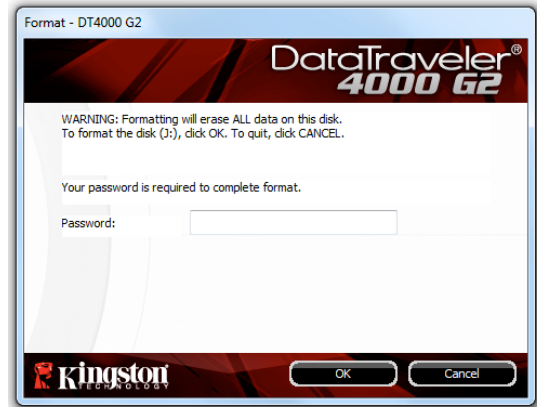 Format - DT4000 G2
DataTraveler®
4000 G2
WARNING: Formatting will erase ALL data on this disk.
To format the disk (J:), click OK. To quit, click CANCEL.
Your password is required to complete format.
Password:
Kingston
TECHNOLOGY
OK
Cancel